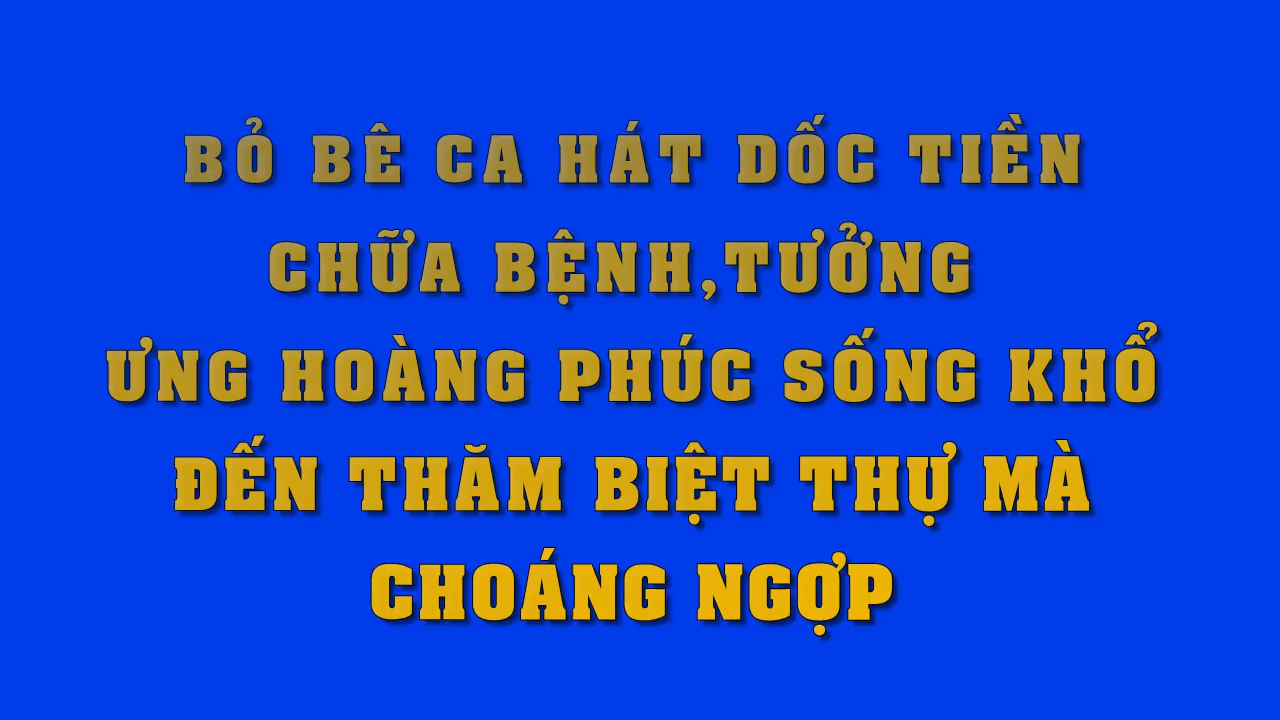 BỎ BÊ CA HÁT DỐC TIỀN
CHỮA BỆNH,TƯỞNG
ƯNG HOÀNG PHÚC SỐNG KHỔ
ĐẾN THĂM BIỆT THỰ MÀ
CHOÁNG NGỢP